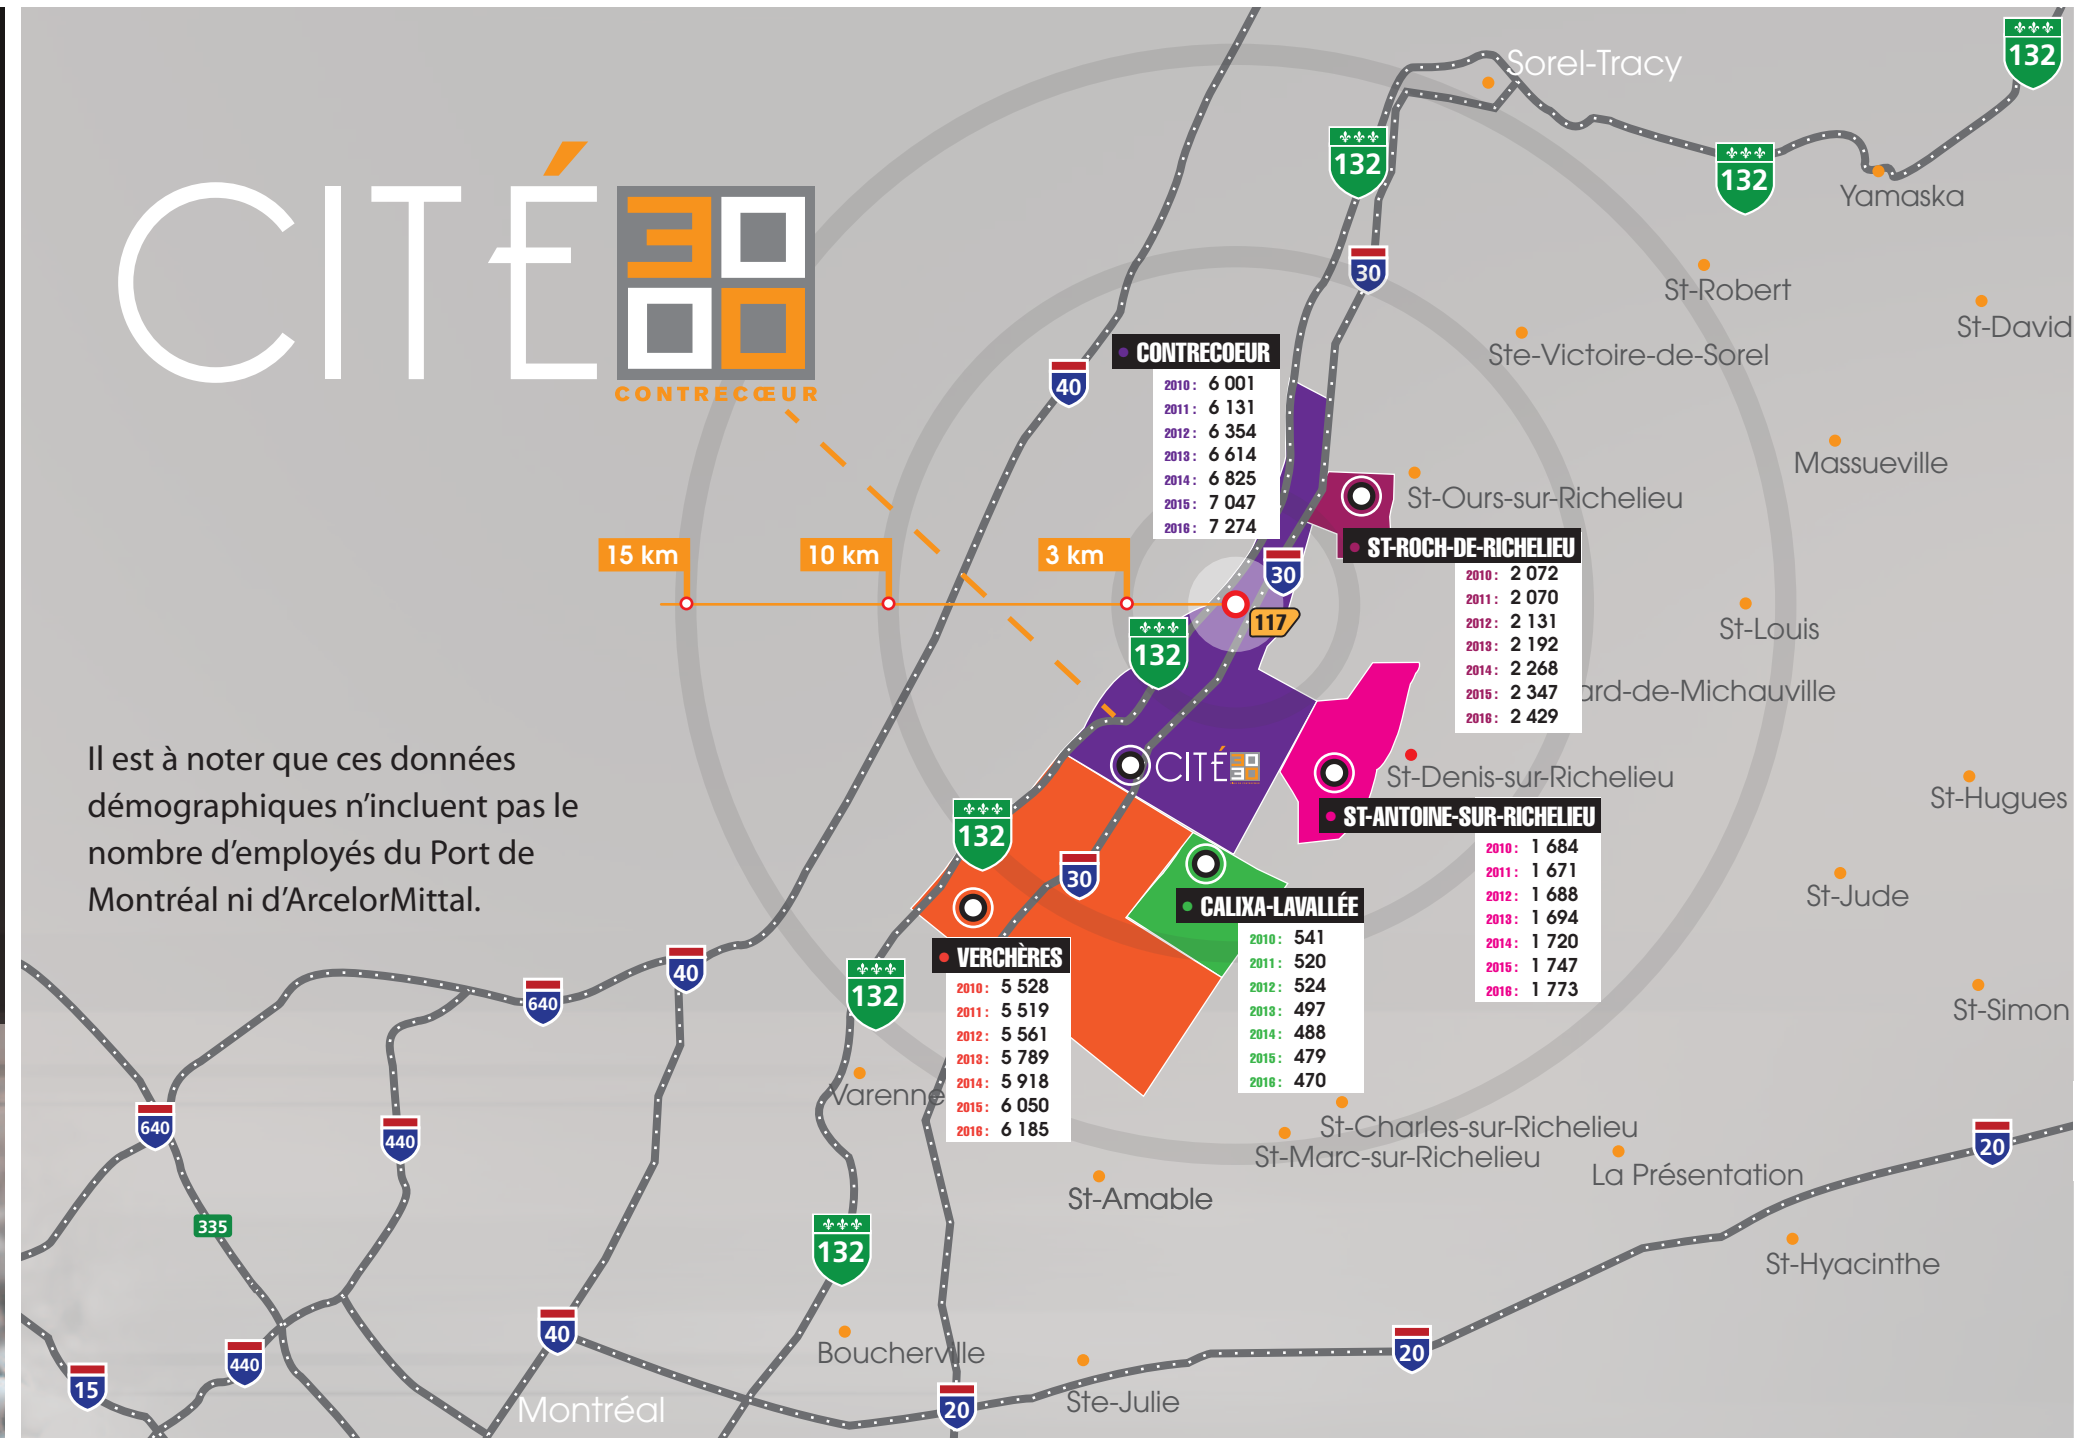 CITÉ 3000
CONTRECŒUR
Sorel-Tracy
132
132
132
Yamaska
30
St-Robert
St-David
Ste-Victoire-de-Sorel
40
CONTRECOEUR
2010 : 6 001
2011 : 6 131
2012 : 6 354
2013 : 6 614
2014 : 6 825
2015 : 7 047
2016 : 7 274
Massueville
St-Ours-sur-Richelieu
15 km
10 km
3 km
30
117
132
ST-ROCH-DE-RICHELIEU
2010 : 2 072
2011 : 2 070
2012 : 2 131
2013 : 2 192
2014 : 2 268
2015 : 2 347
2016 : 2 429
St-Louis
ard-de-Michauville
CITÉ 3030
St-Denis-sur-Richelieu
St-Hugues
Il est à noter que ces données
démographiques n’incluent pas le
nombre d’employés du Port de
Montréal ni d’ArcelorMittal.
132
30
ST-ANTOINE-SUR-RICHELIEU
2010 : 1 684
2011 : 1 671
2012 : 1 688
2013 : 1 694
2014 : 1 720
2015 : 1 747
2016 : 1 773
St-Jude
CALIXA-LAVALLÉE
2010 : 541
2011 : 520
2012 : 524
2013 : 497
2014 : 488
2015 : 479
2016 : 470
VERCHÈRES
2010 : 5 528
2011 : 5 519
2012 : 5 561
2013 : 5 789
2014 : 5 918
2015 : 6 050
2016 : 6 185
40
640
132
St-Simon
Varenne
640
440
St-Charles-sur-Richelieu
St-Marc-sur-Richelieu
La Présentation
20
St-Amable
335
132
St-Hyacinthe
40
Boucherville
20
440
15
Montréal
20
Ste-Julie